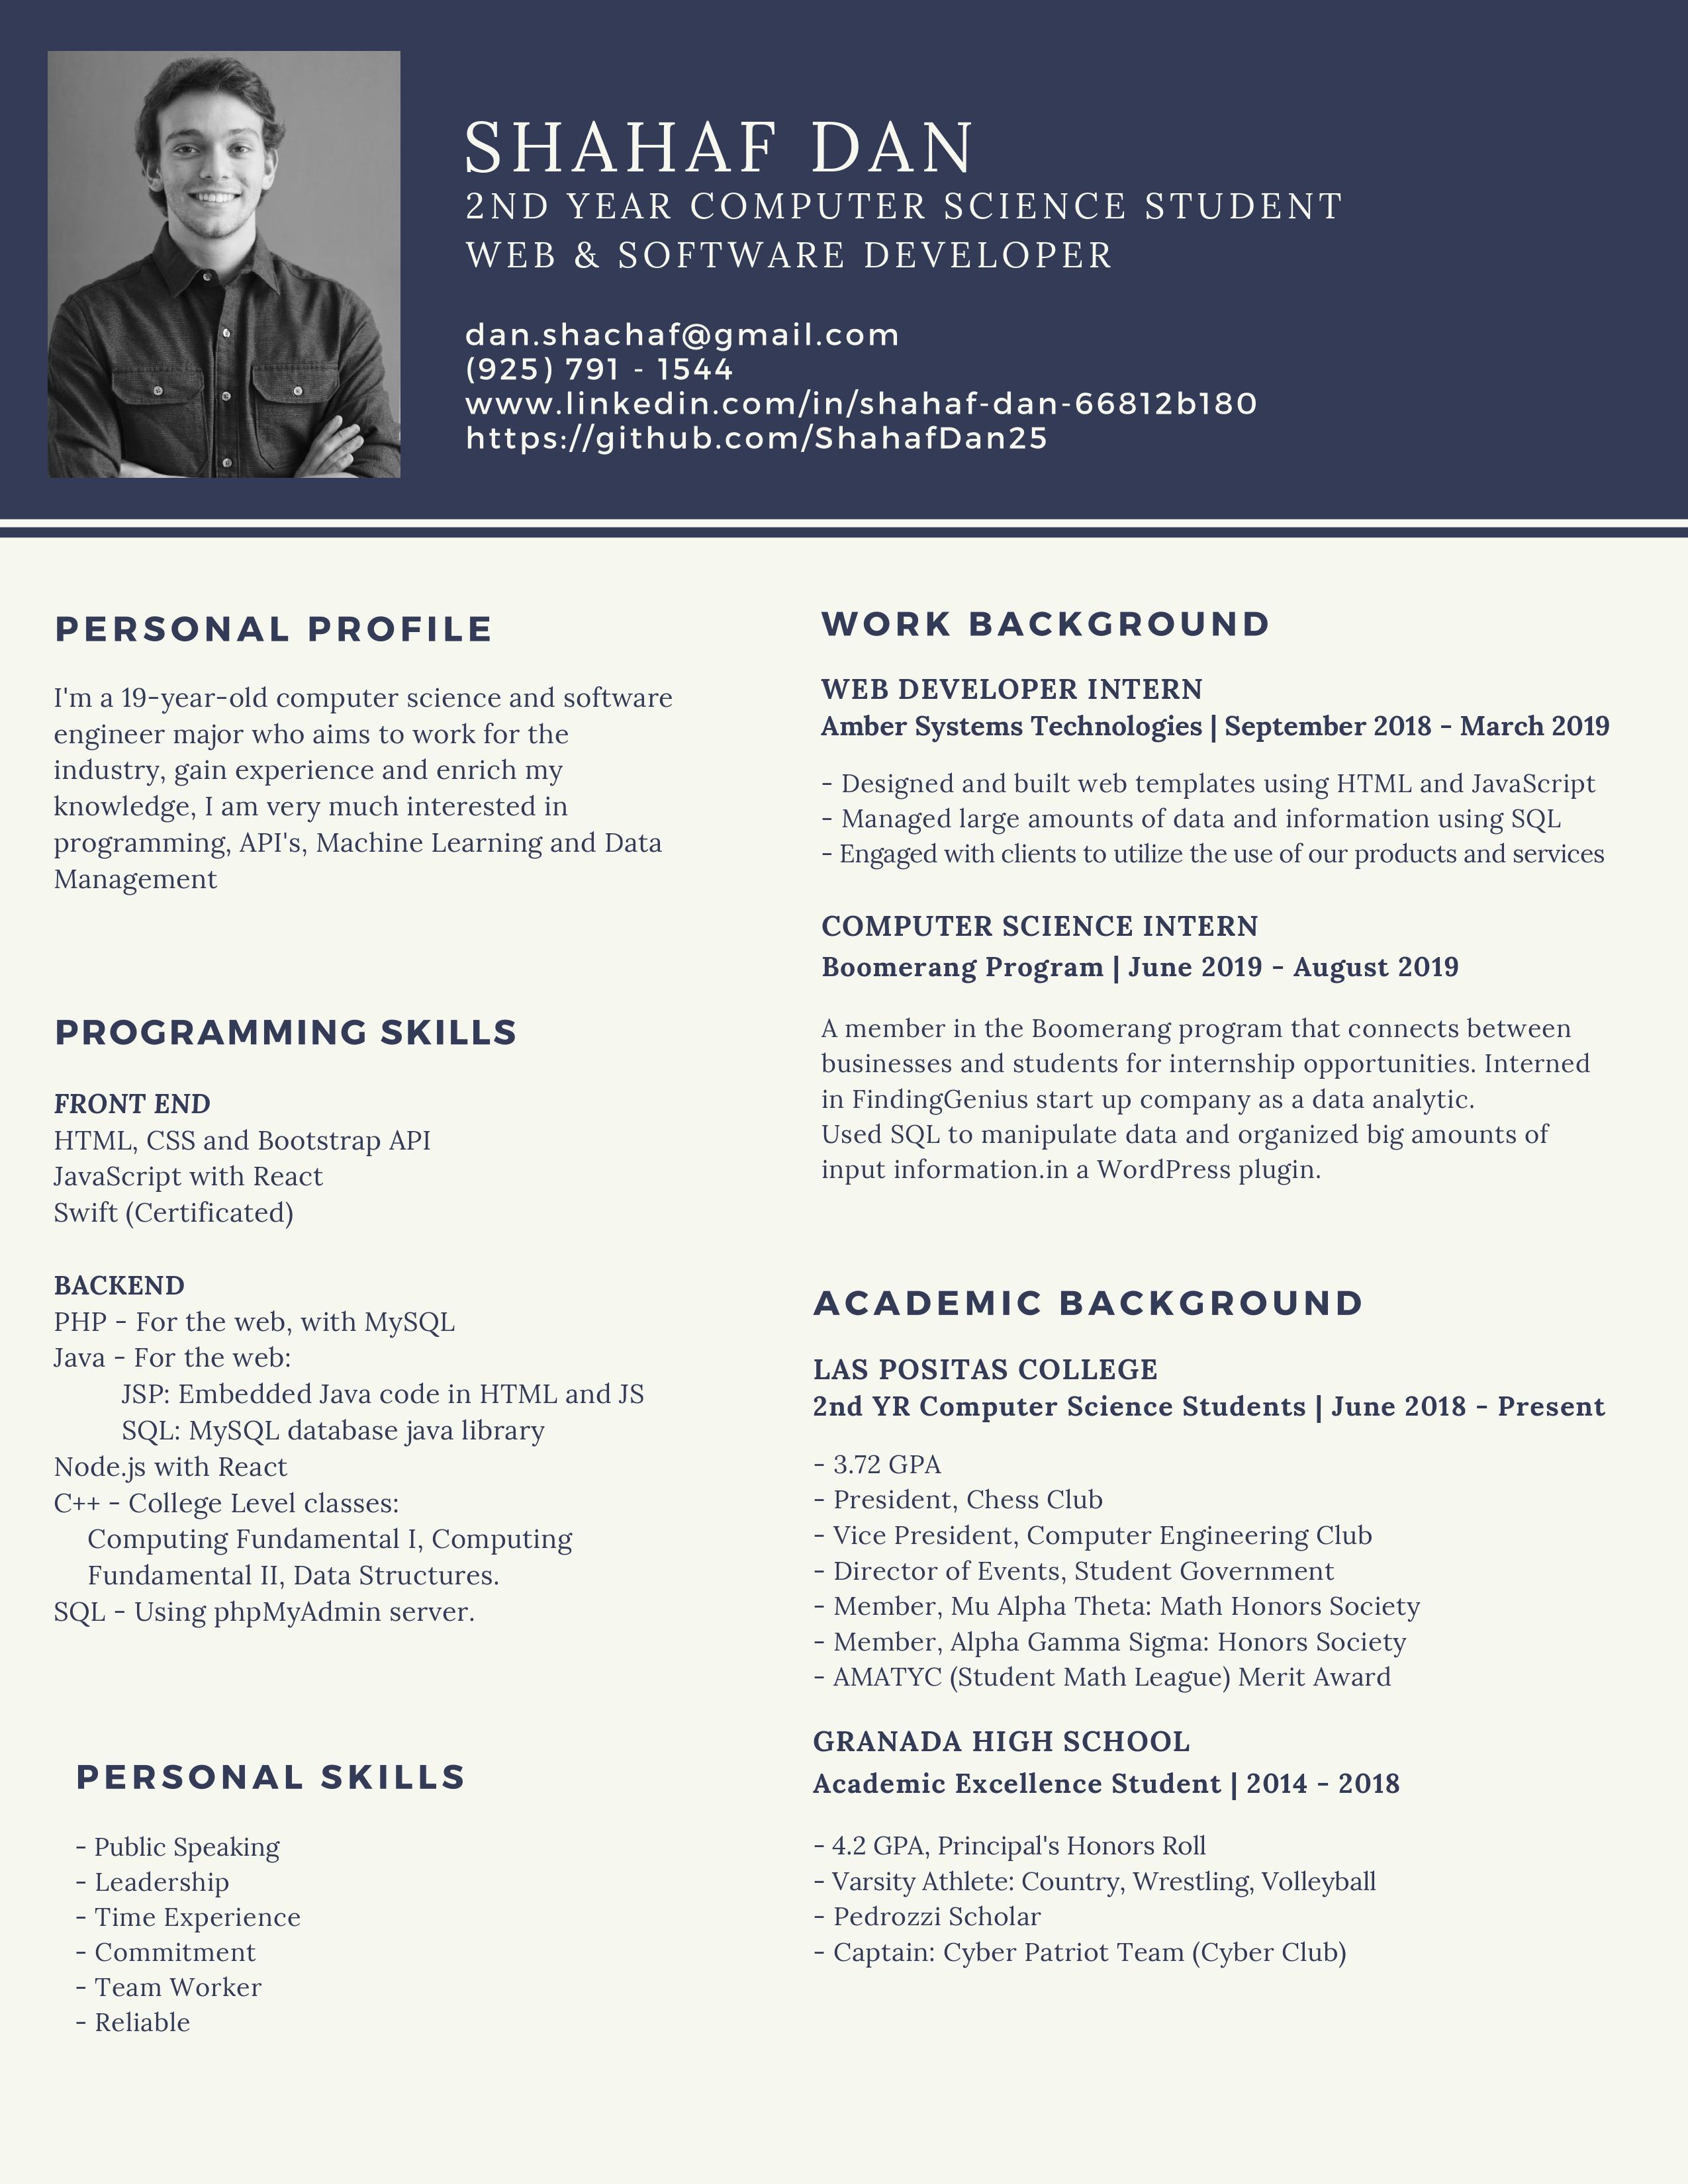 SHAHAF DAN
2ND YEAR COMPUTER SCIENCE STUDENT
WEB & SOFTWARE DEVELOPER
dan.shachaf@gmail.com
(925) 791 - 1544
www.linkedin.com/in/shahaf-dan-66812b180
https://github.com/ShahafDan25
PERSONAL PROFILE
I'm a 19-year-old computer science and software
engineer major who aims to work for the
industry, gain experience and enrich my
knowledge, I am very much interested in
programming, API's, Machine Learning and Data
Management
PROGRAMMING SKILLS
FRONT END
HTML, CSS and Bootstrap API
JavaScript with React
Swift (Certificated)
BACKEND
PHP - For the web, with MySQL
Java - For the web:
JSP: Embedded Java code in HTML and JS
SQL: MySQL database java library
Node.js with React
C++ - College Level classes:
Computing Fundamental I, Computing
Fundamental II, Data Structures.
SQL - Using phpMyAdmin server.
PERSONAL SKILLS
- Public Speaking
- Leadership
- Time Experience
- Commitment
- Team Worker
- Reliable
WORK BACKGROUND
WEB DEVELOPER INTERN
Amber Systems Technologies | September 2018 - March 2019
- Designed and built web templates using HTML and JavaScript
- Managed large amounts of data and information using SQL
- Engaged with clients to utilize the use of our products and services
COMPUTER SCIENCE INTERN
Boomerang Program | June 2019 - August 2019
A member in the Boomerang program that connects between
businesses and students for internship opportunities. Interned
in FindingGenius start up company as a data analytic.
Used SQL to manipulate data and organized big amounts of
input information.in a WordPress plugin.
ACADEMIC BACKGROUND
LAS POSITAS COLLEGE
2nd YR Computer Science Students | June 2018 - Present
- 3.72 GPA
- President, Chess Club
- Vice President, Computer Engineering Club
- Director of Events, Student Government
- Member, Mu Alpha Theta: Math Honors Society
- Member, Alpha Gamma Sigma: Honors Society
- AMATYC (Student Math League) Merit Award
GRANADA HIGH SCHOOL
Academic Excellence Student | 2014 - 2018
- 4.2 GPA, Principal's Honors Roll
- Varsity Athlete: Country, Wrestling, Volleyball
- Pedrozzi Scholar
- Captain: Cyber Patriot Team (Cyber Club)